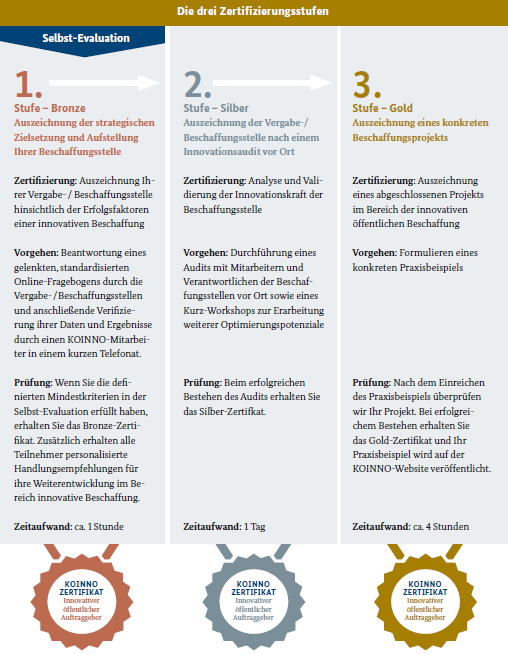 Die drei Zertifizierungsstufen
Selbst-Evaluation
1.
Stufe – Bronze
Auszeichnung der strategischen
Zielsetzung und Aufstellung
Ihrer Beschaffungsstelle
Zertifizierung: Auszeichnung Ih-
rer Vergabe-/ Beschaffungsstelle
hinsichtlich der Erfolgsfaktoren
einer innovativen Beschaffung
Vorgehen: Beantwortung eines
gelenkten, standardisierten
Online-Fragebogens durch die
Vergabe-/Beschaffungsstellen
und anschließende Verifizie-
rung ihrer Daten und Ergebnisse
durch einen KOINNO-Mitarbei-
ter in einem kurzen Telefonat.
Prüfung: Wenn Sie die defi-
nierten Mindestkriterien in der
Selbst-Evaluation erfüllt haben,
erhalten Sie das Bronze-Zerti-
fikat. Zusätzlich erhalten alle
Teilnehmer personalisierte
Handlungsempfehlungen für
ihre Weiterentwicklung im Be-
reich innovative Beschaffung.
Zeitaufwand: ca. 1 Stunde
KOINNO
ZERTIFIKAT
Innovativer
öffentlicher
Auftraggeber
2.
Stufe – Silber
Auszeichnung der Vergabe-/
Beschaffungsstelle nach einem
Innovationsaudit vor Ort
Zertifizierung: Analyse und Vali-
dierung der Innovationskraft der
Beschaffungsstelle
Vorgehen: Durchführung eines
Audits mit Mitarbeitern und
Verantwortlichen der Beschaf-
fungsstellen vor Ort sowie eines
Kurz-Workshops zur Erarbeitung
weiterer Optimierungspotenziale
Prüfung: Beim erfolgreichen
Bestehen des Audits erhalten Sie
das Silber-Zertifkat.
Zeitaufwand: 1 Tag
KOINNO
ZERTIFIKAT
Innovativer
öffentlicher
Auftraggeber
3.
Stufe – Gold
Auszeichnung eines konkreten
Beschaffungsprojekts
Zertifizierung: Auszeichnung
eines abgeschlossenen Projekts
im Bereich der innovativen
öffentlichen Beschaffung
Vorgehen: Formulieren eines
konkreten Praxisbeispiels
Prüfung: Nach dem Einreichen
des Praxisbeispiels überprüfen
wir Ihr Projekt. Bei erfolgrei-
chem Bestehen erhalten Sie
das Gold-Zertifikat und Ihr
Praxisbeispiel wird auf der
KOINNO-Website veröffentlicht.
Zeitaufwand: ca. 4 Stunden
KOINNO
ZERTIFIKAT
Innovativer
öffentlicher
Auftraggeber